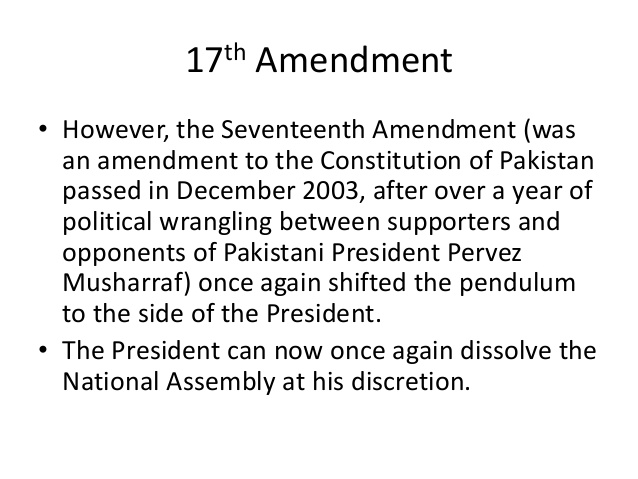 17th Amendment
• However, the Seventeenth Amendment (was
an amendment to the Constitution of Pakistan
passed in December 2003, after over a year of
political wrangling between supporters and
opponents of Pakistani President Pervez
Musharraf) once again shifted the pendulum
to the side of the President.
• The President can now once again dissolve the
National Assembly at his discretion.